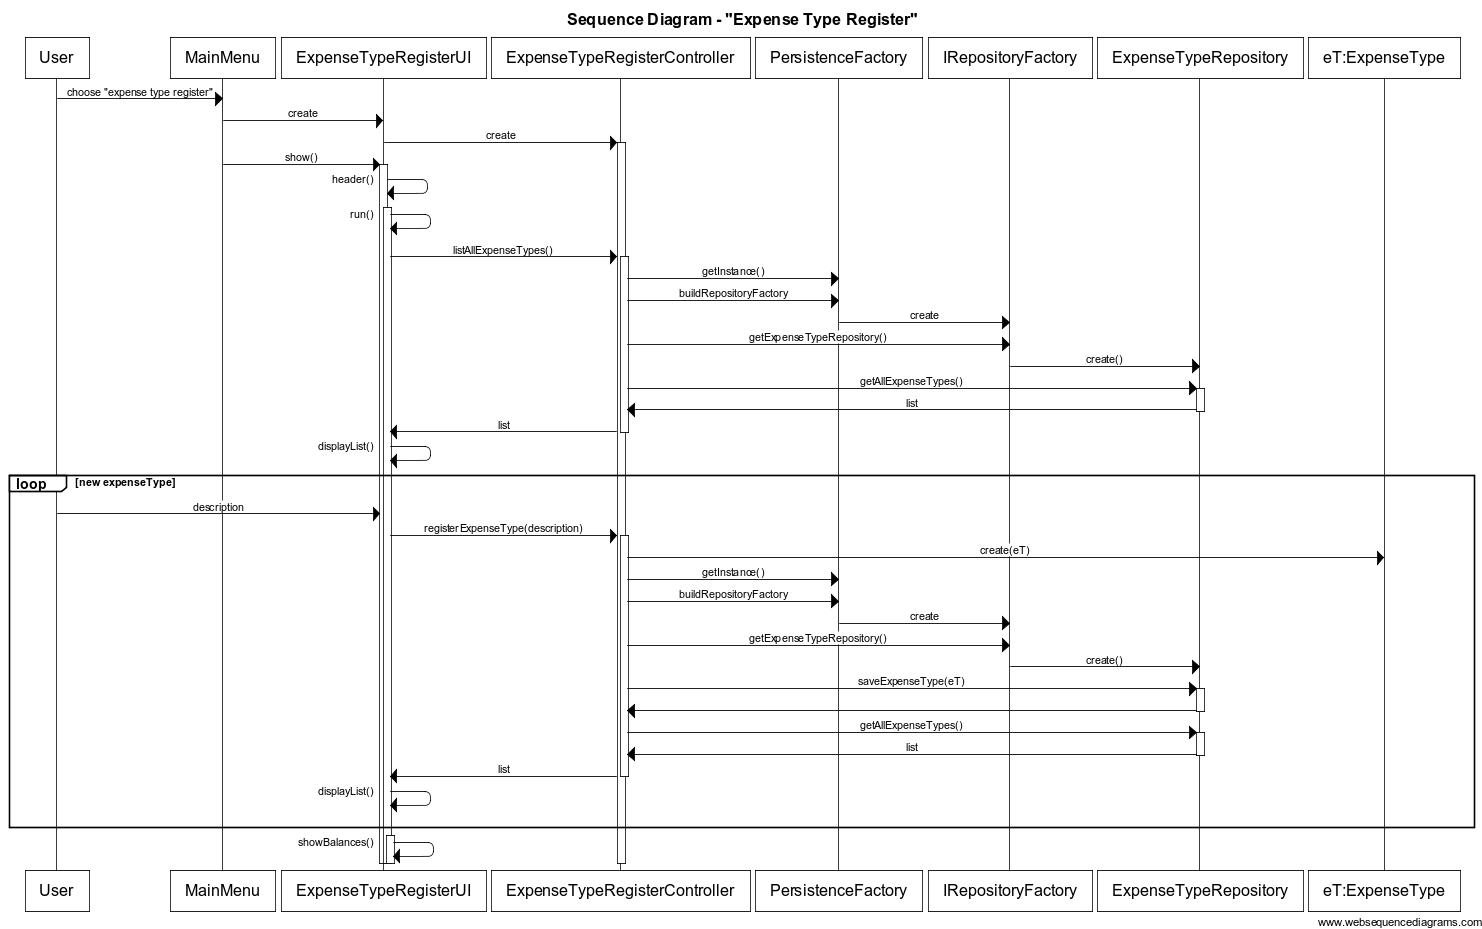 Sequence Diagram - "Expense Type Register"
User
MainMenu
ExpenseTypeRegisterUI
ExpenseTypeRegisterController
PersistenceFactory
IRepositoryFactory
ExpenseTypeRepository
eT:ExpenseType
choose "expense type register"
create
create
show()
header()
run()
listAllExpenseTypes()
getInstance()
buildRepositoryFactory
create
getExpenseTypeRepository()
create()
getAllExpenseTypes()
list
list
displayList()
loop
[new expenseType]
description
registerExpenseType(description)
create(eT)
getInstance()
buildRepositoryFactory
create
getExpenseTypeRepository()
create()
saveExpenseType(eT)
getAllExpenseTypes()
list
list
displayList()
showBalances()
User
MainMenu
ExpenseTypeRegisterUI
ExpenseTypeRegisterController
PersistenceFactory
IRepositoryFactory
ExpenseTypeRepository
eT:ExpenseType
www.websequencediagrams.com